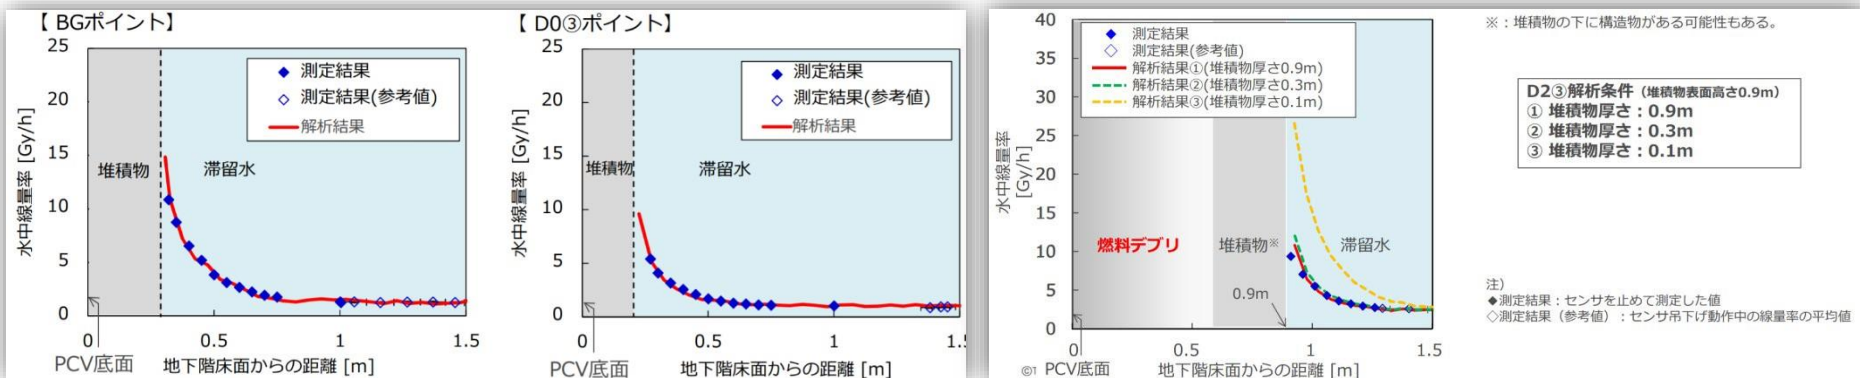 【 BGポイント】
25
20
15
10
5
0
水中線量率 [Gy/h]
◆ 測定結果
◇ 測定結果(参考値)
解析結果
堆積物
滞留水
0
0.5
1
1.5
PCV底面
地下階床面からの距離 [m]
【 D0③ポイント】
25
20
15
10
5
0
水中線量率 [Gy/h]
◆ 測定結果
◇ 測定結果(参考値)
解析結果
堆積物
滞留水
0
0.5
1
1.5
PCV底面
地下階床面からの距離 [m]
40
35
30
25
20
15
10
5
0
水中線量率
[Gy/h]
◆ 測定結果
◇ 測定結果(参考値)
解析結果①(堆積物厚さ0.9m)
解析結果②(堆積物厚さ0.3m)
解析結果③(堆積物厚さ0.1m)
燃料デブリ
堆積物※
滞留水
0.9m
0
0.5
1
1.5
PCV底面
地下階床面からの距離 [m]
※：堆積物の下に構造物がある可能性もある。
D2③解析条件（堆積物表面高さ0.9m）
① 堆積物厚さ：0.9m
② 堆積物厚さ：0.3m
③ 堆積物厚さ：0.1m
注）
◆測定結果：センサを止めて測定した値
◇測定結果（参考値）：センサ吊下げ動作中の線量率の平均値